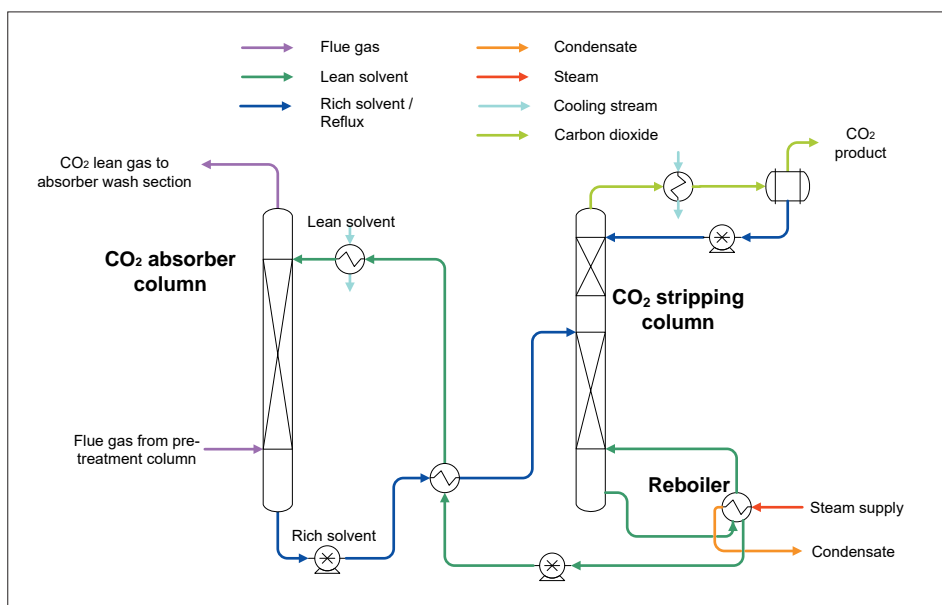 Flue gas
Lean solvent
Rich solvent /
Reflux
Condensate
Steam
Cooling stream
Carbon dioxide
CO₂
product
CO₂ lean gas to
absorber wash section
Lean solvent
CO₂ absorber
column
CO₂ stripping
column
Flue gas from pre-
treatment column
Reboiler
Steam supply
Rich solvent
Condensate